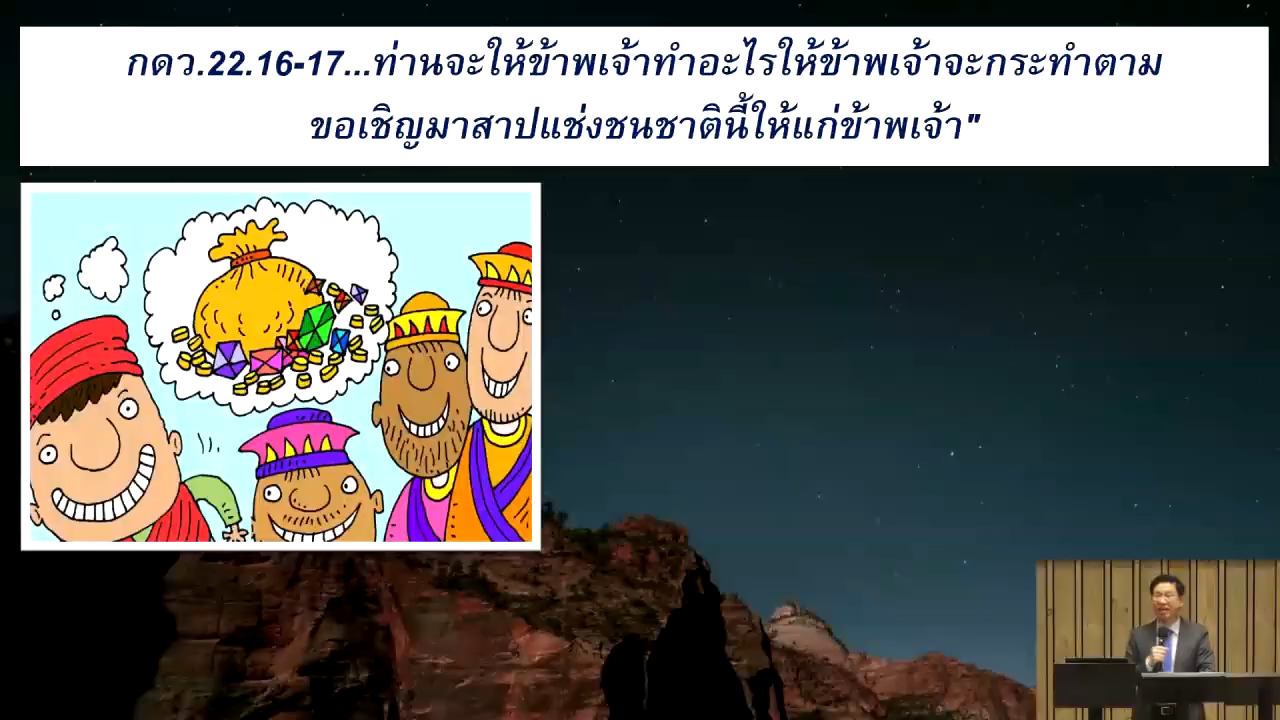 กดว.22.16-17...ท่านจะให้ข้าพเจ้าทำอะไรให้ข้าพเจ้าจะกระทำตาม
ขอเชิญมาสาปแช่งชนชาตินี้ให้แก่ข้าพเจ้า"